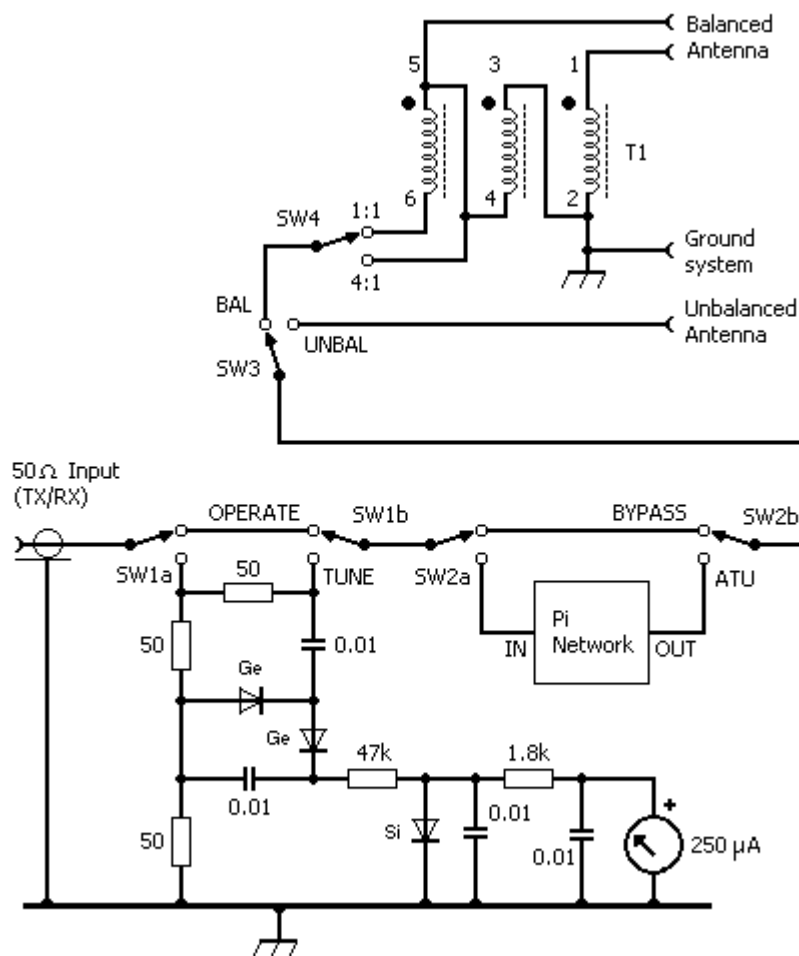 Balanced
Antenna
5 3 1
T1
6 4 2
1:1
SW4
4:1
Ground
system
BAL
UNBAL
Unbalanced
Antenna
SW3
50Ω Input
(TX/RX)
OPERATE
SW1b
BYPASS
SW2b
SW1a
50
TUNE
SW2a
ATU
50
0.01
IN
Pi
Network
OUT
Ge
Ge
47k
1.8k
0.01
Si
0.01
0.01
+
50
250 µA